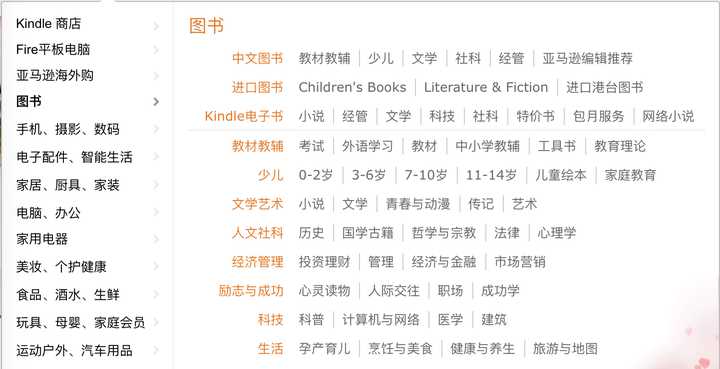 Kindle 商店
Fire平板电脑
亚马逊海外购
图书
手机、摄影、数码
电子配件、智能生活
家居、厨具、家装
电脑、办公
家用电器
美妆、个护健康
食品、酒水、生鲜
玩具、母婴、家庭会员
运动户外、汽车用品
图书
中文图书 教材教辅 少儿 文学 社科 经管 亚马逊编辑推荐
进口图书 Children's Books Literature & Fiction 进口港台图书
Kindle电子书 小说 经管 文学 科技 社科 特价书 包月服务 网络小说
教材教辅 考试 外语学习 教材 中小学教辅 工具书 教育理论
少儿 0-2岁 3-6岁 7-10岁 11-14岁 儿童绘本 家庭教育
文学艺术 小说 文学 青春与动漫 传记 艺术
人文社科 历史 国学古籍 哲学与宗教 法律 心理学
经济管理 投资理财 管理 经济与金融 市场营销
励志与成功 心灵读物 人际交往 职场 成功学
科技 科普 计算机与网络 医学 建筑
生活 孕产育儿 烹饪与美食 健康与养生 旅游与地图